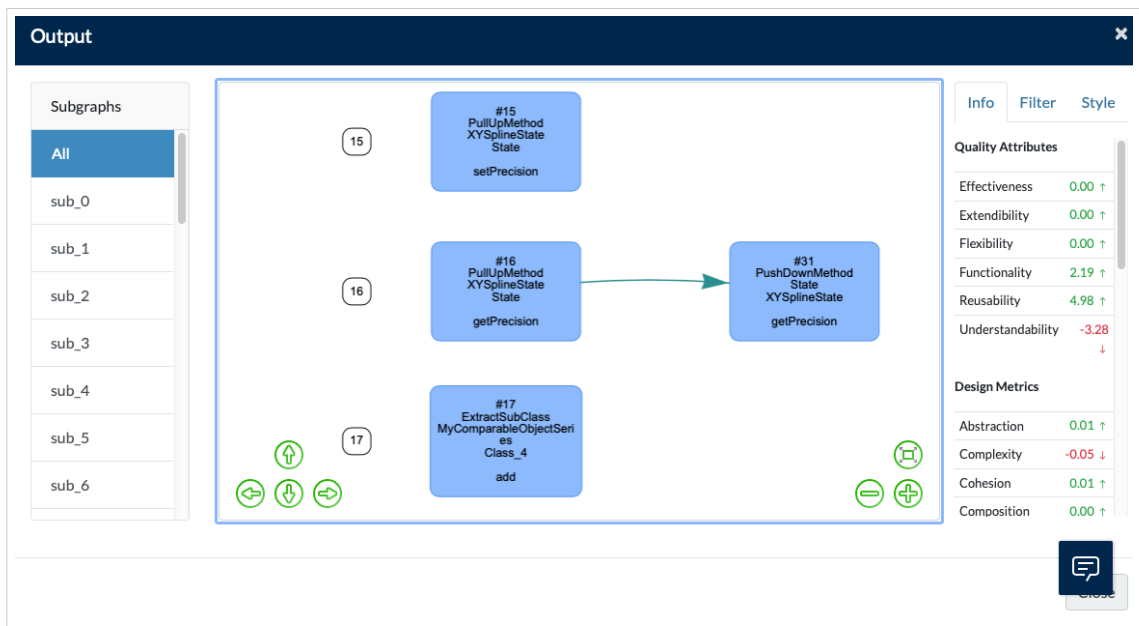 Output
×
Subgraphs
All
sub_0
sub_1
sub_2
sub_3
sub_4
sub_5
sub_6
15
#15
PullUpMethod
XYSplineState
State
setPrecision
16
#16
PullUpMethod
XYSplineState
State
getPrecision
#31
PushDownMethod
State
XYSplineState
getPrecision
17
#17
ExtractSubClass
MyComparableObjectSeri
es
Class_4
add
Info Filter Style
Quality Attributes
Effectiveness 0.00 ↑
Extendibility 0.00 ↑
Flexibility 0.00 ↑
Functionality 2.19 ↑
Reusability 4.98 ↑
Understandability -3.28
↓
Design Metrics
Abstraction 0.01 ↑
Complexity -0.05 ↓
Cohesion 0.01 ↑
Composition 0.00 ↑
Close